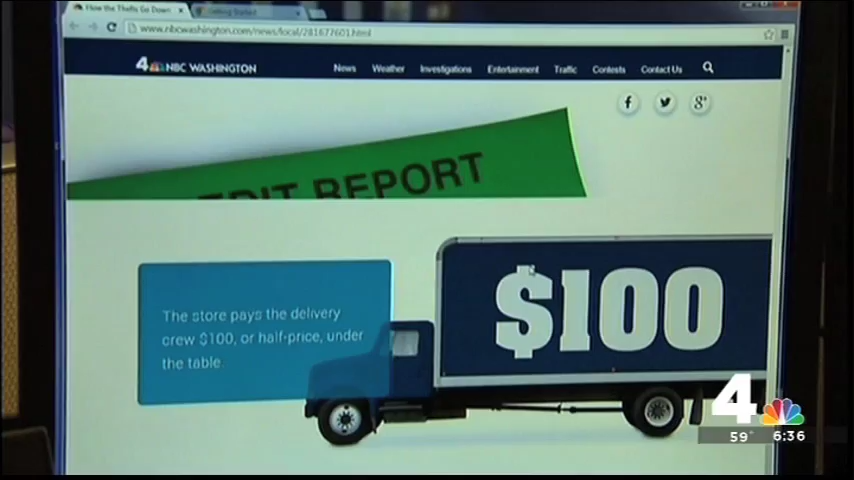 How the Thefts Go Down
Getting Started
www.nbcwashington.com/news/local/281677601.html
4 NBC WASHINGTON
News Weather Investigations Entertainment Traffic Contests Contact Us
f g+
EDIT REPORT
$100
The store pays the delivery
crew $100, or half-price, under
the table
4
59° 6:36